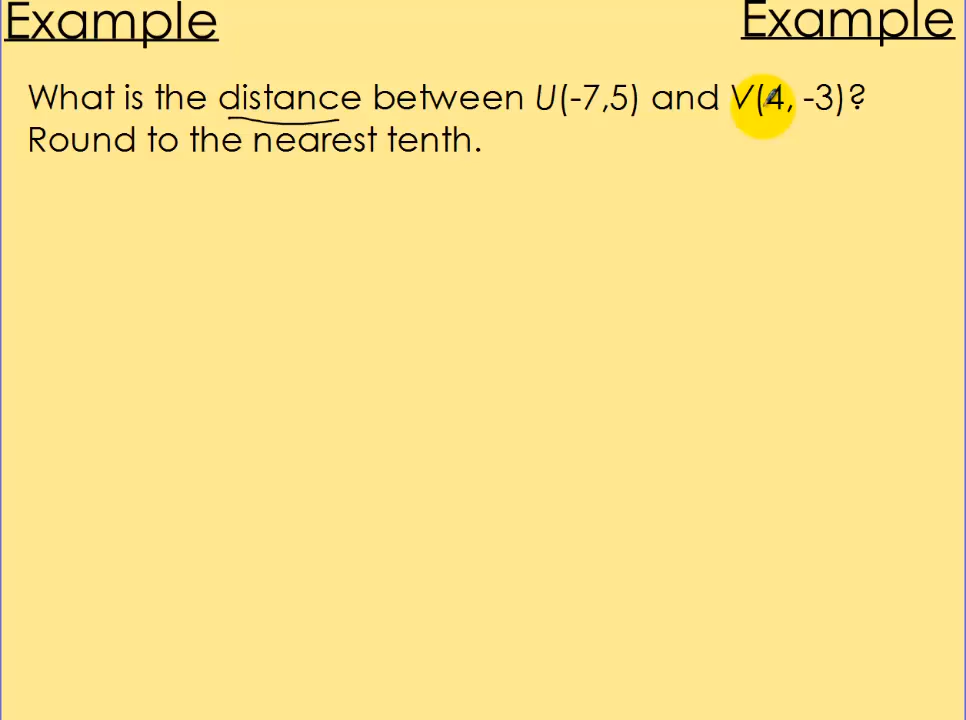 Example Example
What is the distance between U(-7,5) and V(4, -3)?
Round to the nearest tenth.